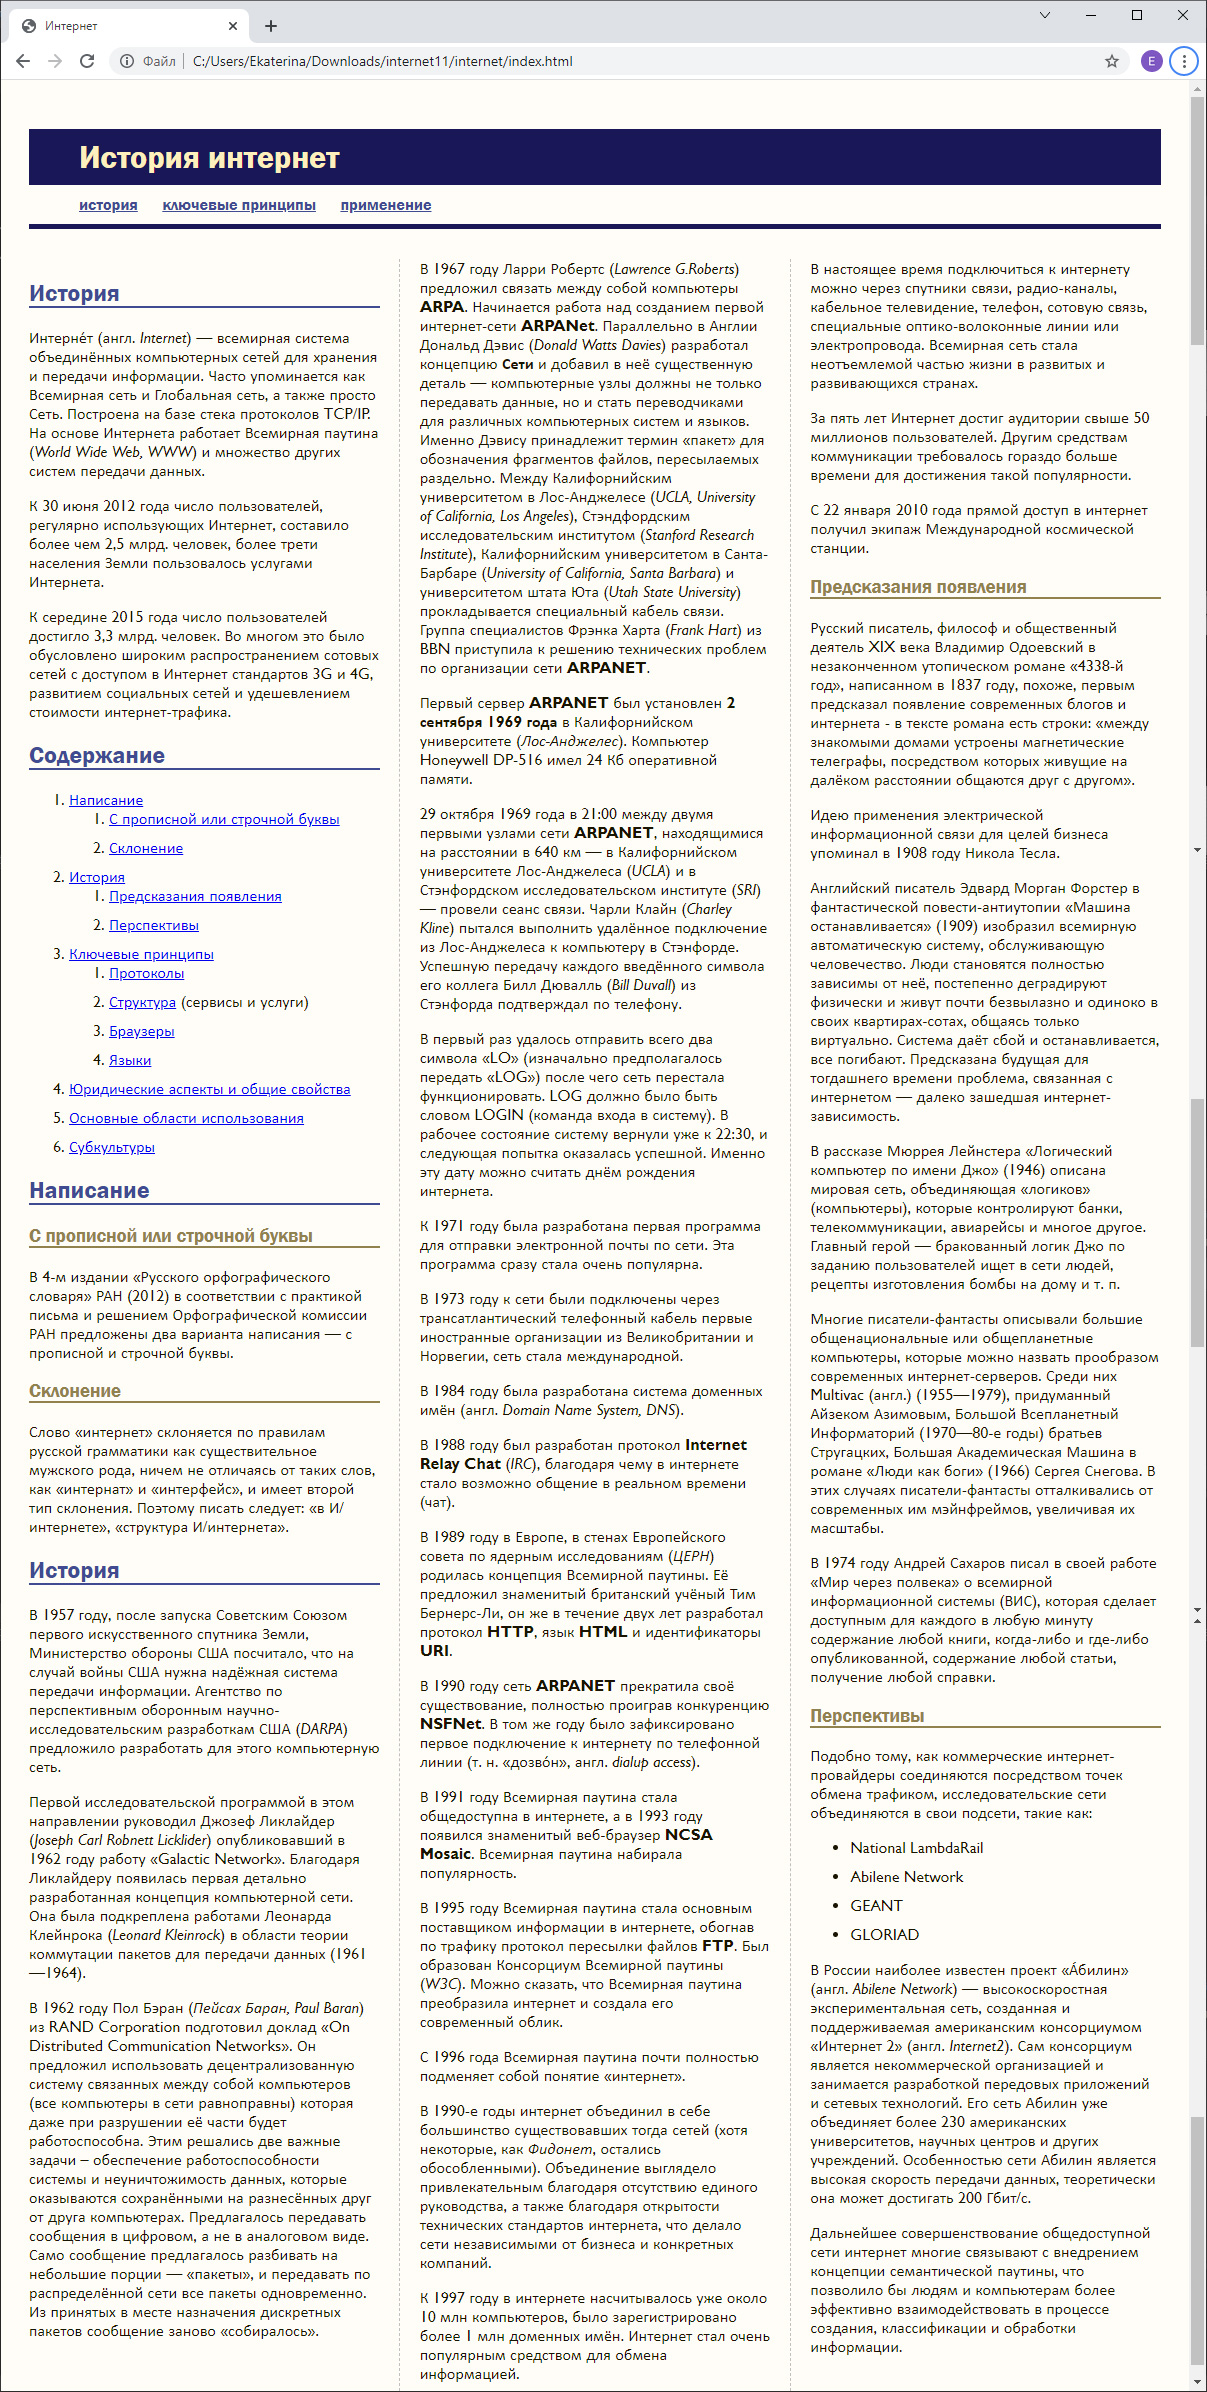 Интернет
Файл
C:/Users/Ekaterina/Downloads/internet11/internet/index.html
E
История интернет
история ключевые принципы применение
История
Интерне́т (англ. Internet) — всемирная система
объединённых компьютерных сетей для хранения
и передачи информации. Часто упоминается как
Всемирная сеть и Глобальная сеть, а также просто
Сеть. Построена на базе стека протоколов TCP/IP.
На основе Интернета работает Всемирная паутина
(World Wide Web, WWW) и множество других
систем передачи данных.
К 30 июня 2012 года число пользователей,
регулярно использующих Интернет, составило
более чем 2,5 млрд. человек, более трети
населения Земли пользовалось услугами
Интернета.
К середине 2015 года число пользователей
достигло 3,3 млрд. человек. Во многом это было
обусловлено широким распространением сотовых
сетей с доступом в Интернет стандартов 3G и 4G,
развитием социальных сетей и удешевлением
стоимости интернет-трафика.
Содержание
1. Написание
1. С прописной или строчной буквы
2. Склонение
2. История
1. Предсказания появления
2. Перспективы
3. Ключевые принципы
1. Протоколы
2. Структура (сервисы и услуги)
3. Браузеры
4. Языки
4. Юридические аспекты и общие свойства
5. Основные области использования
6. Субкультуры
Написание
С прописной или строчной буквы
В 4-м издании «Русского орфографического
словаря» РАН (2012) в соответствии с практикой
письма и решением Орфографической комиссии
РАН предложены два варианта написания — с
прописной и строчной буквы.
Склонение
Слово «интернет» склоняется по правилам
русской грамматики как существительное
мужского рода, ничем не отличаясь от таких слов,
как «интернат» и «интерфейс», и имеет второй
тип склонения. Поэтому писать следует: «в И/
интернете», «структура И/интернета».
История
В 1957 году, после запуска Советским Союзом
первого искусственного спутника Земли,
Министерство обороны США посчитало, что на
случай войны США нужна надёжная система
передачи информации. Агентство по
перспективным оборонным научно-
исследовательским разработкам США (DARPA)
предложило разработать для этого компьютерную
сеть.
Первой исследовательской программой в этом
направлении руководил Джозеф Ликлайдер
(Joseph Carl Robnett Licklider) опубликовавший в
1962 году работу «Galactic Network». Благодаря
Ликлайдеру появилась первая детально
разработанная концепция компьютерной сети.
Она была подкреплена работами Леонарда
Клейнрока (Leonard Kleinrock) в области теории
коммутации пакетов для передачи данных (1961
—1964).
В 1962 году Пол Бэран (Пейсах Баран, Paul Baran)
из RAND Corporation подготовил доклад «On
Distributed Communication Networks». Он
предложил использовать децентрализованную
систему связанных между собой компьютеров
(все компьютеры в сети равноправны) которая
даже при разрушении её части будет
работоспособна. Этим решались две важные
задачи – обеспечение работоспособности
системы и неуничтожимость данных, которые
оказываются сохранёнными на разнесённых друг
от друга компьютерах. Предлагалось передавать
сообщения в цифровом, а не в аналоговом виде.
Само сообщение предлагалось разбивать на
небольшие порции — «пакеты», и передавать по
распределённой сети все пакеты одновременно.
Из принятых в месте назначения дискретных
пакетов сообщение заново «собиралось».
В 1967 году Ларри Робертс (Lawrence G.Roberts)
предложил связать между собой компьютеры
ARPA. Начинается работа над созданием первой
интернет-сети ARPANet. Параллельно в Англии
Дональд Дэвис (Donald Watts Davies) разработал
концепцию Сети и добавил в неё существенную
деталь — компьютерные узлы должны не только
передавать данные, но и стать переводчиками
для различных компьютерных систем и языков.
Именно Дэвису принадлежит термин «пакет» для
обозначения фрагментов файлов, пересылаемых
раздельно. Между Калифорнийским
университетом в Лос-Анджелесе (UCLA, University
of California, Los Angeles), Стэндфордским
исследовательским институтом (Stanford Research
Institute), Калифорнийским университетом в Санта-
Барбаре (University of California, Santa Barbara) и
университетом штата Юта (Utah State University)
прокладывается специальный кабель связи.
Группа специалистов Фрэнка Харта (Frank Hart) из
BBN приступила к решению технических проблем
по организации сети ARPANET.
Первый сервер ARPANET был установлен 2
сентября 1969 года в Калифорнийском
университете (Лос-Анджелес). Компьютер
Honeywell DP-516 имел 24 Кб оперативной
памяти.
29 октября 1969 года в 21:00 между двумя
первыми узлами сети ARPANET, находящимися
на расстоянии в 640 км — в Калифорнийском
университете Лос-Анджелеса (UCLA) и в
Стэнфордском исследовательском институте (SRI)
— провели сеанс связи. Чарли Клайн (Charley
Kline) пытался выполнить удалённое подключение
из Лос-Анджелеса к компьютеру в Стэнфорде.
Успешную передачу каждого введённого символа
его коллега Билл Дювалль (Bill Duvall) из
Стэнфорда подтверждал по телефону.
В первый раз удалось отправить всего два
символа «LO» (изначально предполагалось
передать «LOG») после чего сеть перестала
функционировать. LOG должно было быть
словом LOGIN (команда входа в систему). В
рабочее состояние систему вернули уже к 22:30, и
следующая попытка оказалась успешной. Именно
эту дату можно считать днём рождения
интернета.
К 1971 году была разработана первая программа
для отправки электронной почты по сети. Эта
программа сразу стала очень популярна.
В 1973 году к сети были подключены через
трансатлантический телефонный кабель первые
иностранные организации из Великобритании и
Норвегии, сеть стала международной.
В 1984 году была разработана система доменных
имён (англ. Domain Name System, DNS).
В 1988 году был разработан протокол Internet
Relay Chat (IRC), благодаря чему в интернете
стало возможно общение в реальном времени
(чат).
В 1989 году в Европе, в стенах Европейского
совета по ядерным исследованиям (ЦЕРН)
родилась концепция Всемирной паутины. Её
предложил знаменитый британский учёный Тим
Бернерс-Ли, он же в течение двух лет разработал
протокол HTTP, язык HTML и идентификаторы
URI.
В 1990 году сеть ARPANET прекратила своё
существование, полностью проиграв конкуренцию
NSFNet. В том же году было зафиксировано
первое подключение к интернету по телефонной
линии (т. н. «дозво́н», англ. dialup access).
В 1991 году Всемирная паутина стала
общедоступна в интернете, а в 1993 году
появился знаменитый веб-браузер NCSA
Mosaic. Всемирная паутина набирала
популярность.
В 1995 году Всемирная паутина стала основным
поставщиком информации в интернете, обогнав
по трафику протокол пересылки файлов FTP. Был
образован Консорциум Всемирной паутины
(W3C). Можно сказать, что Всемирная паутина
преобразила интернет и создала его
современный облик.
С 1996 года Всемирная паутина почти полностью
подменяет собой понятие «интернет».
В 1990-е годы интернет объединил в себе
большинство существовавших тогда сетей (хотя
некоторые, как Фидонет, остались
обособленными). Объединение выглядело
привлекательным благодаря отсутствию единого
руководства, а также благодаря открытости
технических стандартов интернета, что делало
сети независимыми от бизнеса и конкретных
компаний.
К 1997 году в интернете насчитывалось уже около
10 млн компьютеров, было зарегистрировано
более 1 млн доменных имён. Интернет стал очень
популярным средством для обмена
информацией.
В настоящее время подключиться к интернету
можно через спутники связи, радио-каналы,
кабельное телевидение, телефон, сотовую связь,
специальные оптико-волоконные линии или
электропровода. Всемирная сеть стала
неотъемлемой частью жизни в развитых и
развивающихся странах.
За пять лет Интернет достиг аудитории свыше 50
миллионов пользователей. Другим средствам
коммуникации требовалось гораздо больше
времени для достижения такой популярности.
С 22 января 2010 года прямой доступ в интернет
получил экипаж Международной космической
станции.
Предсказания появления
Русский писатель, философ и общественный
деятель XIX века Владимир Одоевский в
незаконченном утопическом романе «4338-й
год», написанном в 1837 году, похоже, первым
предсказал появление современных блогов и
интернета - в тексте романа есть строки: «между
знакомыми домами устроены магнетические
телеграфы, посредством которых живущие на
далёком расстоянии общаются друг с другом».
Идею применения электрической
информационной связи для целей бизнеса
упоминал в 1908 году Никола Тесла.
Английский писатель Эдвард Морган Форстер в
фантастической повести-антиутопии «Машина
останавливается» (1909) изобразил всемирную
автоматическую систему, обслуживающую
человечество. Люди становятся полностью
зависимы от неё, постепенно деградируют
физически и живут почти безвылазно и одиноко в
своих квартирах-сотах, общаясь только
виртуально. Система даёт сбой и останавливается,
все погибают. Предсказана будущая для
тогдашнего времени проблема, связанная с
интернетом — далеко зашедшая интернет-
зависимость.
В рассказе Мюррея Лейнстера «Логический
компьютер по имени Джо» (1946) описана
мировая сеть, объединяющая «логиков»
(компьютеры), которые контролируют банки,
телекоммуникации, авиарейсы и многое другое.
Главный герой — бракованный логик Джо по
заданию пользователей ищет в сети людей,
рецепты изготовления бомбы на дому и т. п.
Многие писатели-фантасты описывали большие
общенациональные или общепланетные
компьютеры, которые можно назвать прообразом
современных интернет-серверов. Среди них
Multivac (англ.) (1955—1979), придуманный
Айзеком Азимовым, Большой Всепланетный
Информаторий (1970—80-е годы) братьев
Стругацких, Большая Академическая Машина в
романе «Люди как боги» (1966) Сергея Снегова. В
этих случаях писатели-фантасты отталкивались от
современных им мэйнфреймов, увеличивая их
масштабы.
В 1974 году Андрей Сахаров писал в своей работе
«Мир через полвека» о всемирной
информационной системы (ВИС), которая сделает
доступным для каждого в любую минуту
содержание любой книги, когда-либо и где-либо
опубликованной, содержание любой статьи,
получение любой справки.
Перспективы
Подобно тому, как коммерческие интернет-
провайдеры соединяются посредством точек
обмена трафиком, исследовательские сети
объединяются в свои подсети, такие как:
• National LambdaRail
• Abilene Network
• GEANT
• GLORIAD
В России наиболее известен проект «А́билин»
(англ. Abilene Network) — высокоскоростная
экспериментальная сеть, созданная и
поддерживаемая американским консорциумом
«Интернет 2» (англ. Internet2). Сам консорциум
является некоммерческой организацией и
занимается разработкой передовых приложений
и сетевых технологий. Его сеть Абилин уже
объединяет более 230 американских
университетов, научных центров и других
учреждений. Особенностью сети Абилин является
высокая скорость передачи данных, теоретически
она может достигать 200 Гбит/с.
Дальнейшее совершенствование общедоступной
сети интернет многие связывают с внедрением
концепции семантической паутины, что
позволило бы людям и компьютерам более
эффективно взаимодействовать в процессе
создания, классификации и обработки
информации.